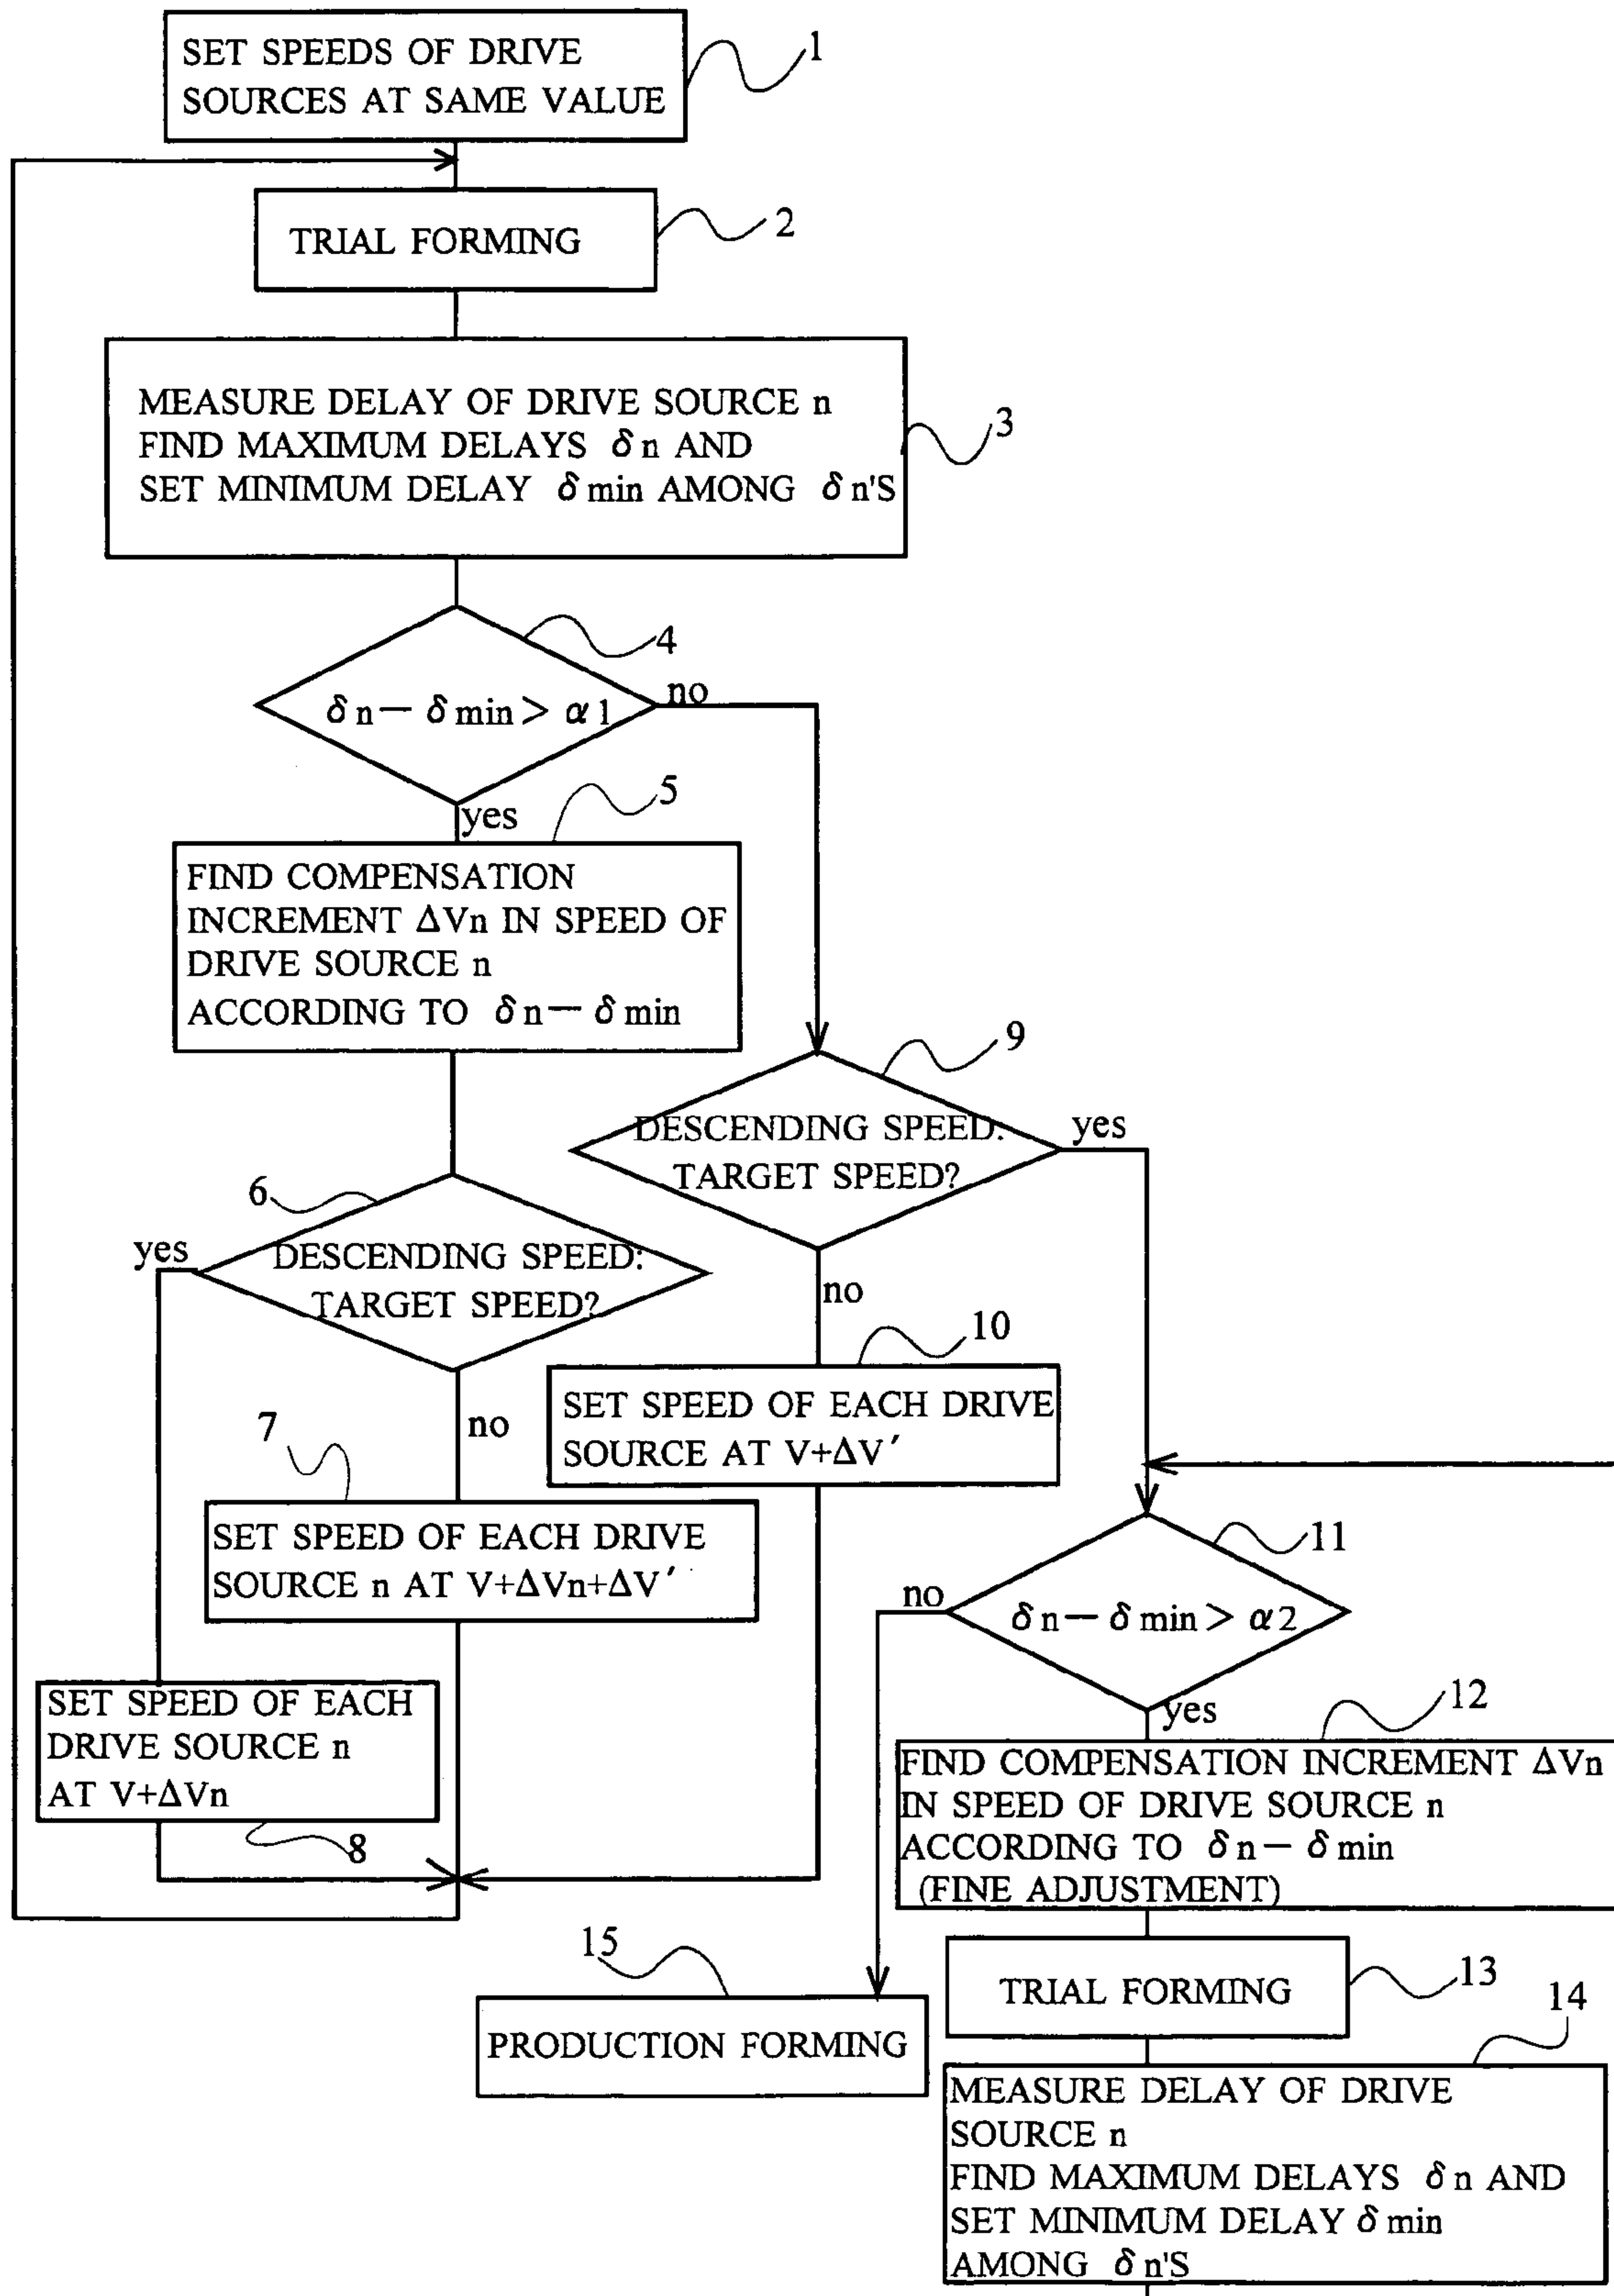 SET SPEEDS OF DRIVE
SOURCES AT SAME VALUE
1
TRIAL FORMING
2
MEASURE DELAY OF DRIVE SOURCE n
FIND MAXIMUM DELAYS δn AND
SET MINIMUM DELAY δmin AMONG δn'S
3
4
δn－δmin＞α1
no
yes
5
FIND COMPENSATION
INCREMENT ΔVn IN SPEED OF
DRIVE SOURCE n
ACCORDING TO δn－δmin
9
DESCENDING SPEED:
TARGET SPEED?
yes
no
6
yes
DESCENDING SPEED:
TARGET SPEED?
no
10
SET SPEED OF EACH DRIVE
SOURCE AT V+ΔV′
7
SET SPEED OF EACH DRIVE
SOURCE n AT V+ΔVn+ΔV′
11
no
δn－δmin＞α2
yes
SET SPEED OF EACH
DRIVE SOURCE n
AT V+ΔVn
8
12
FIND COMPENSATION INCREMENT ΔVn
IN SPEED OF DRIVE SOURCE n
ACCORDING TO δn－δmin
(FINE ADJUSTMENT)
15
PRODUCTION FORMING
TRIAL FORMING
13
14
MEASURE DELAY OF DRIVE
SOURCE n
FIND MAXIMUM DELAYS δn AND
SET MINIMUM DELAY δmin
AMONG δn'S